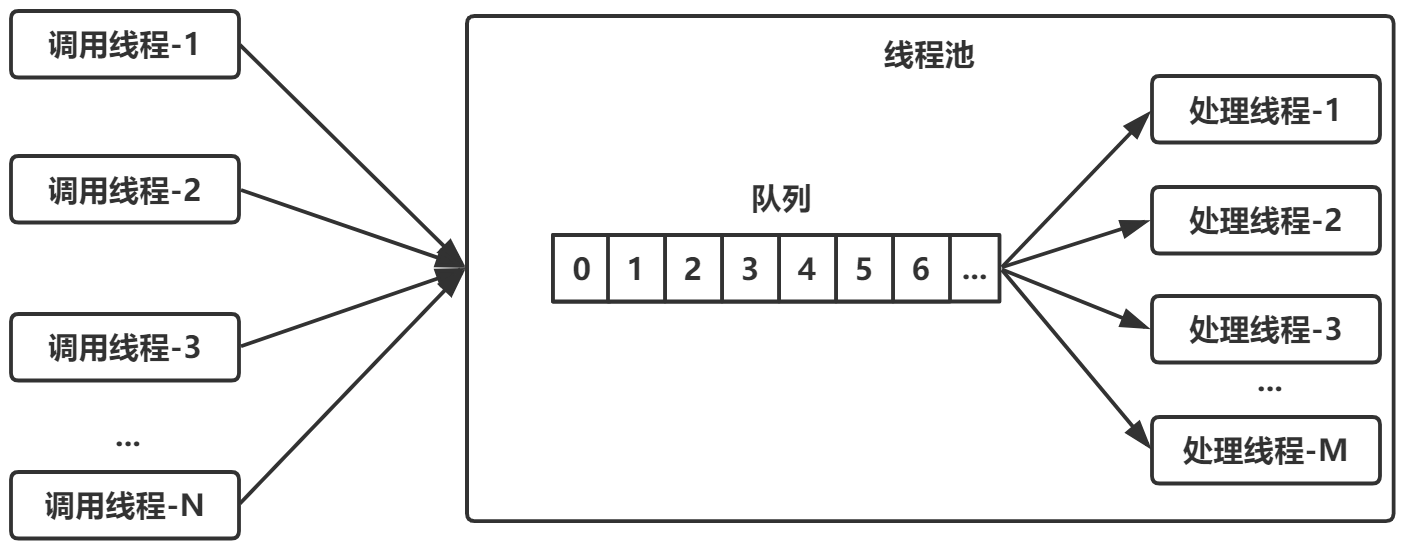 调用线程-1
调用线程-2
调用线程-3
...
调用线程-N
线程池
队列
0 1 2 3 4 5 6 ...
处理线程-1
处理线程-2
处理线程-3
...
处理线程-M